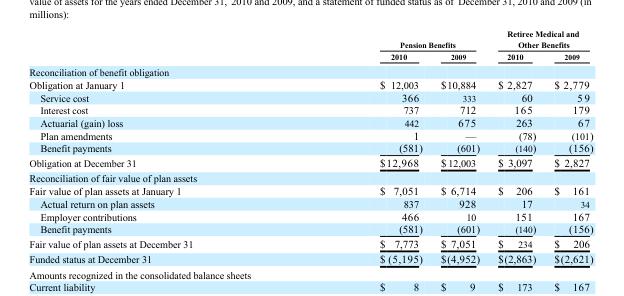 value of assets for the years ended December 31, 2010 and 2009, and a statement of funded status as of December 31, 2010 and 2009 (in
millions):
Retiree Medical and
Pension Benefits Other Benefits
2010 2009 2010 2009
Reconciliation of benefit obligation
Obligation at January 1 $ 12,003 $10,884 $ 2,827 $ 2,779
Service cost 366 333 60 59
Interest cost 737 712 165 179
Actuarial (gain) loss 442 675 263 67
Plan amendments 1 — (78) (101)
Benefit payments (581) (601) (140) (156)
Obligation at December 31 $12,968 $12,003 $ 3,097 $ 2,827
Reconciliation of fair value of plan assets
Fair value of plan assets at January 1 $ 7,051 $ 6,714 $ 206 $ 161
Actual return on plan assets 837 928 17 34
Employer contributions 466 10 151 167
Benefit payments (581) (601) (140) (156)
Fair value of plan assets at December 31 $ 7,773 $ 7,051 $ 234 $ 206
Funded status at December 31 $(5,195) $(4,952) $(2,863) $(2,621)
Amounts recognized in the consolidated balance sheets
Current liability $ 8 $ 9 $ 173 $ 167